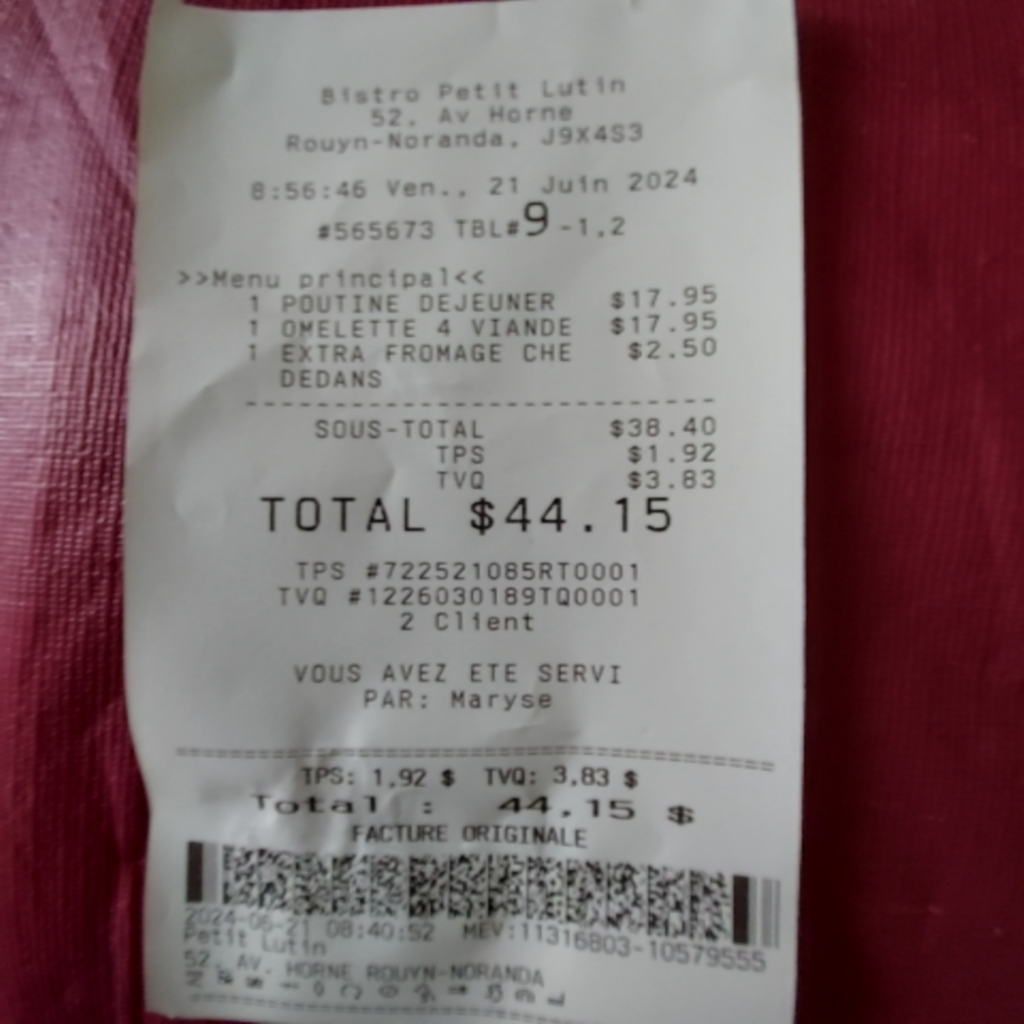 Bistro Petit Lutin
52, Av Horne
Rouyn-Noranda, J9X4S3
8:56:46 Ven., 21 Juin 2024
#565673 TBL#9-1,2
>>Menu principal<<
1 POUTINE DEJEUNER $17.95
1 OMELETTE 4 VIANDE $17.95
1 EXTRA FROMAGE CHE $2.50
DEDANS
SOUS-TOTAL $38.40
TPS $1.92
TVQ $3.83
TOTAL $44.15
TPS #722521085RT0001
TVQ #1226030189TQ0001
2 Client
VOUS AVEZ ETE SERVI
PAR: Maryse
TPS: 1,92 $ TVQ: 3,83 $
Total : 44,15 $
FACTURE ORIGINALE
2024-06-21 08:40:52 MEV:11316803-10579555
Petit Lutin
52, AV. HORNE ROUYN-NORANDA